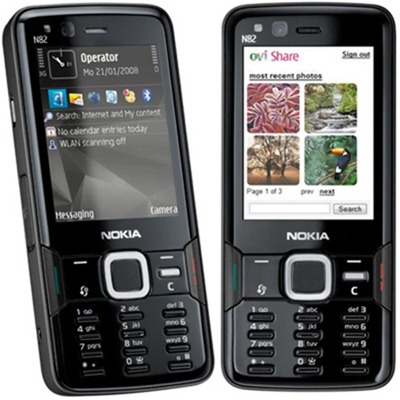 N82
Operator
Mo 21/01/2008
Search: Internet and My content
No calendar entries today
WLAN scanning off
Messaging
Camera
NOKIA
C
1
abc 2
def 3
4 ghi
5 jkl
mno 6
7 pqrs
8 tuv
wxyz 9
* +
0
#
N82
ovi Share
Sign out
most recent photos
Page 1 of 3 prev next
Search
NOKIA
C
1
abc 2
def 3
4 ghi
5 jkl
mno 6
7 pqrs
8 tuv
wxyz 9
* +
0
#